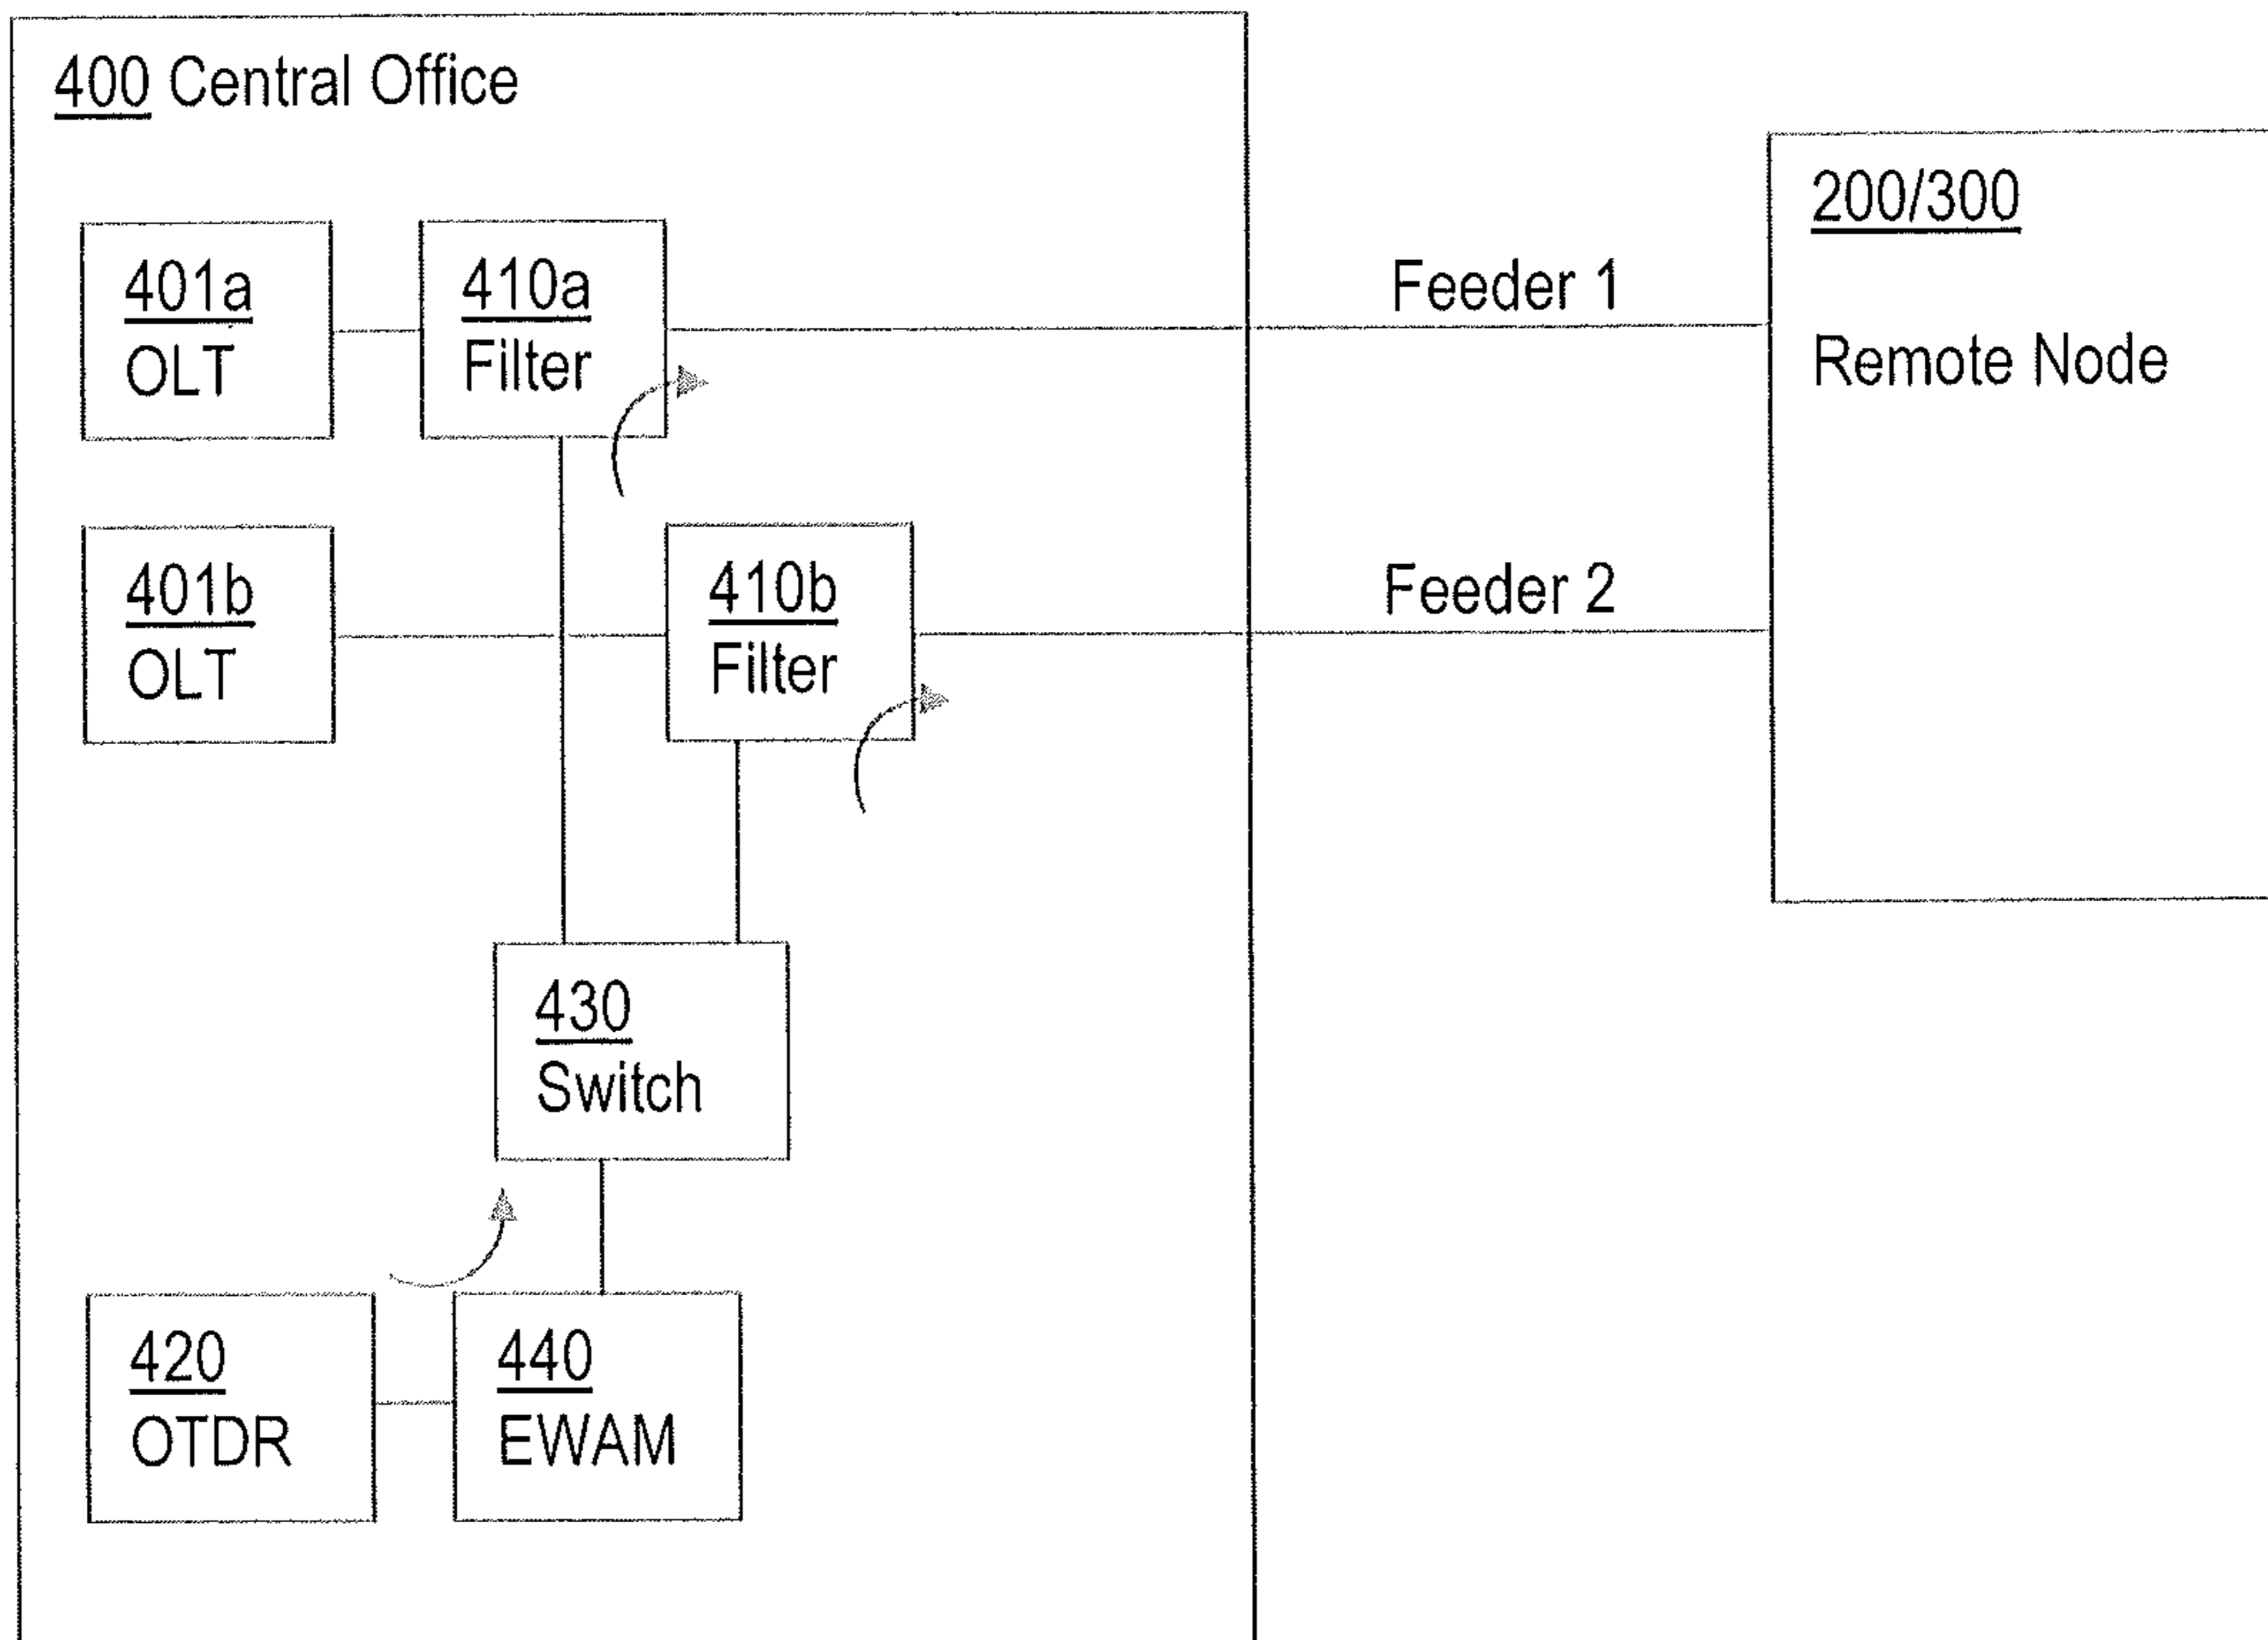 400 Central Office
200/300
Remote Node
401a
OLT
410a
Filter
Feeder 1
401b
OLT
410b
Filter
Feeder 2
430
Switch
420
OTDR
440
EWAM